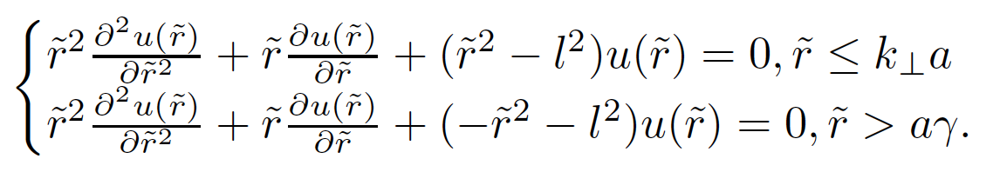 \begin{cases} \tilde{r}^2 \frac{\partial^2 u(\tilde{r})}{\partial \tilde{r}^2} + \tilde{r} \frac{\partial u(\tilde{r})}{\partial \tilde{r}} + (\tilde{r}^2 - l^2) u(\tilde{r}) = 0, \tilde{r} \leq k_{\perp} a \\
\tilde{r}^2 \frac{\partial^2 u(\tilde{r})}{\partial \tilde{r}^2} + \tilde{r} \frac{\partial u(\tilde{r})}{\partial \tilde{r}} + (-\tilde{r}^2 - l^2) u(\tilde{r}) = 0, \tilde{r} > a\gamma. \end{cases}